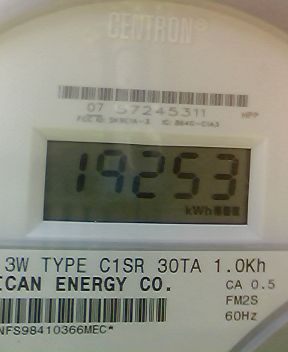 CENTRON®
07 57245311 MPP
19253
kWh
3W TYPE C1SR 30TA 1.0Kh
ICAN ENERGY CO. CA 0.5
FM2S
NFS98410366MEC* 60Hz